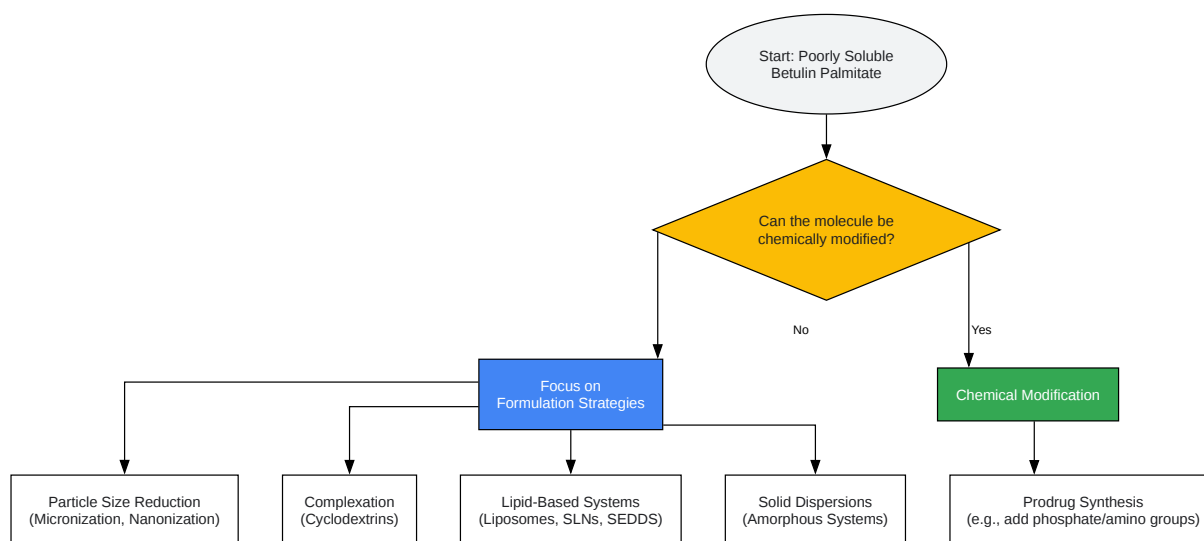 Start: Poorly Soluble
Betulin Palmitate
Can the molecule be
chemically modified?
No
Yes
Focus on
Formulation Strategies
Chemical Modification
Particle Size Reduction
(Micronization, Nanonization)
Complexation
(Cyclodextrins)
Lipid-Based Systems
(Liposomes, SLNs, SEDDS)
Solid Dispersions
(Amorphous Systems)
Prodrug Synthesis
(e.g., add phosphate/amino groups)